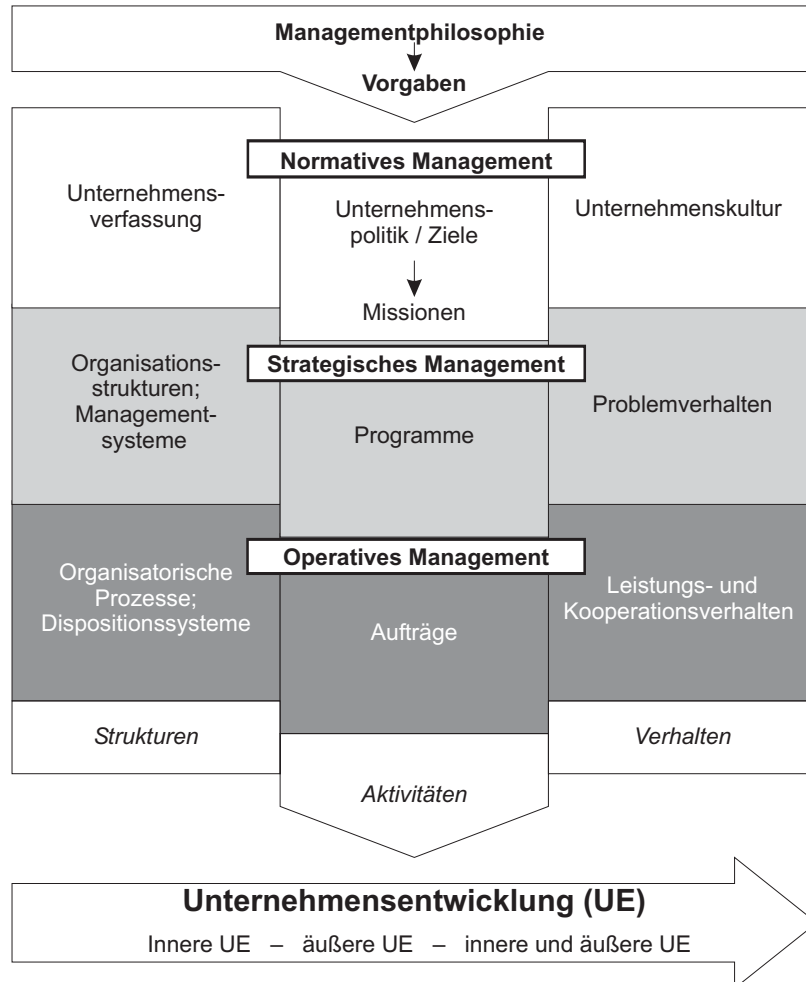 Managementphilosophie
Vorgaben
Normatives Management
Unternehmens-
verfassung
Unternehmens-
politik / Ziele
Missionen
Unternehmenskultur
Strategisches Management
Organisations-
strukturen;
Management-
systeme
Programme
Problemverhalten
Operatives Management
Organisatorische
Prozesse;
Dispositionssysteme
Aufträge
Leistungs- und
Kooperationsverhalten
Strukturen
Aktivitäten
Verhalten
Unternehmensentwicklung (UE)
Innere UE – äußere UE – innere und äußere UE